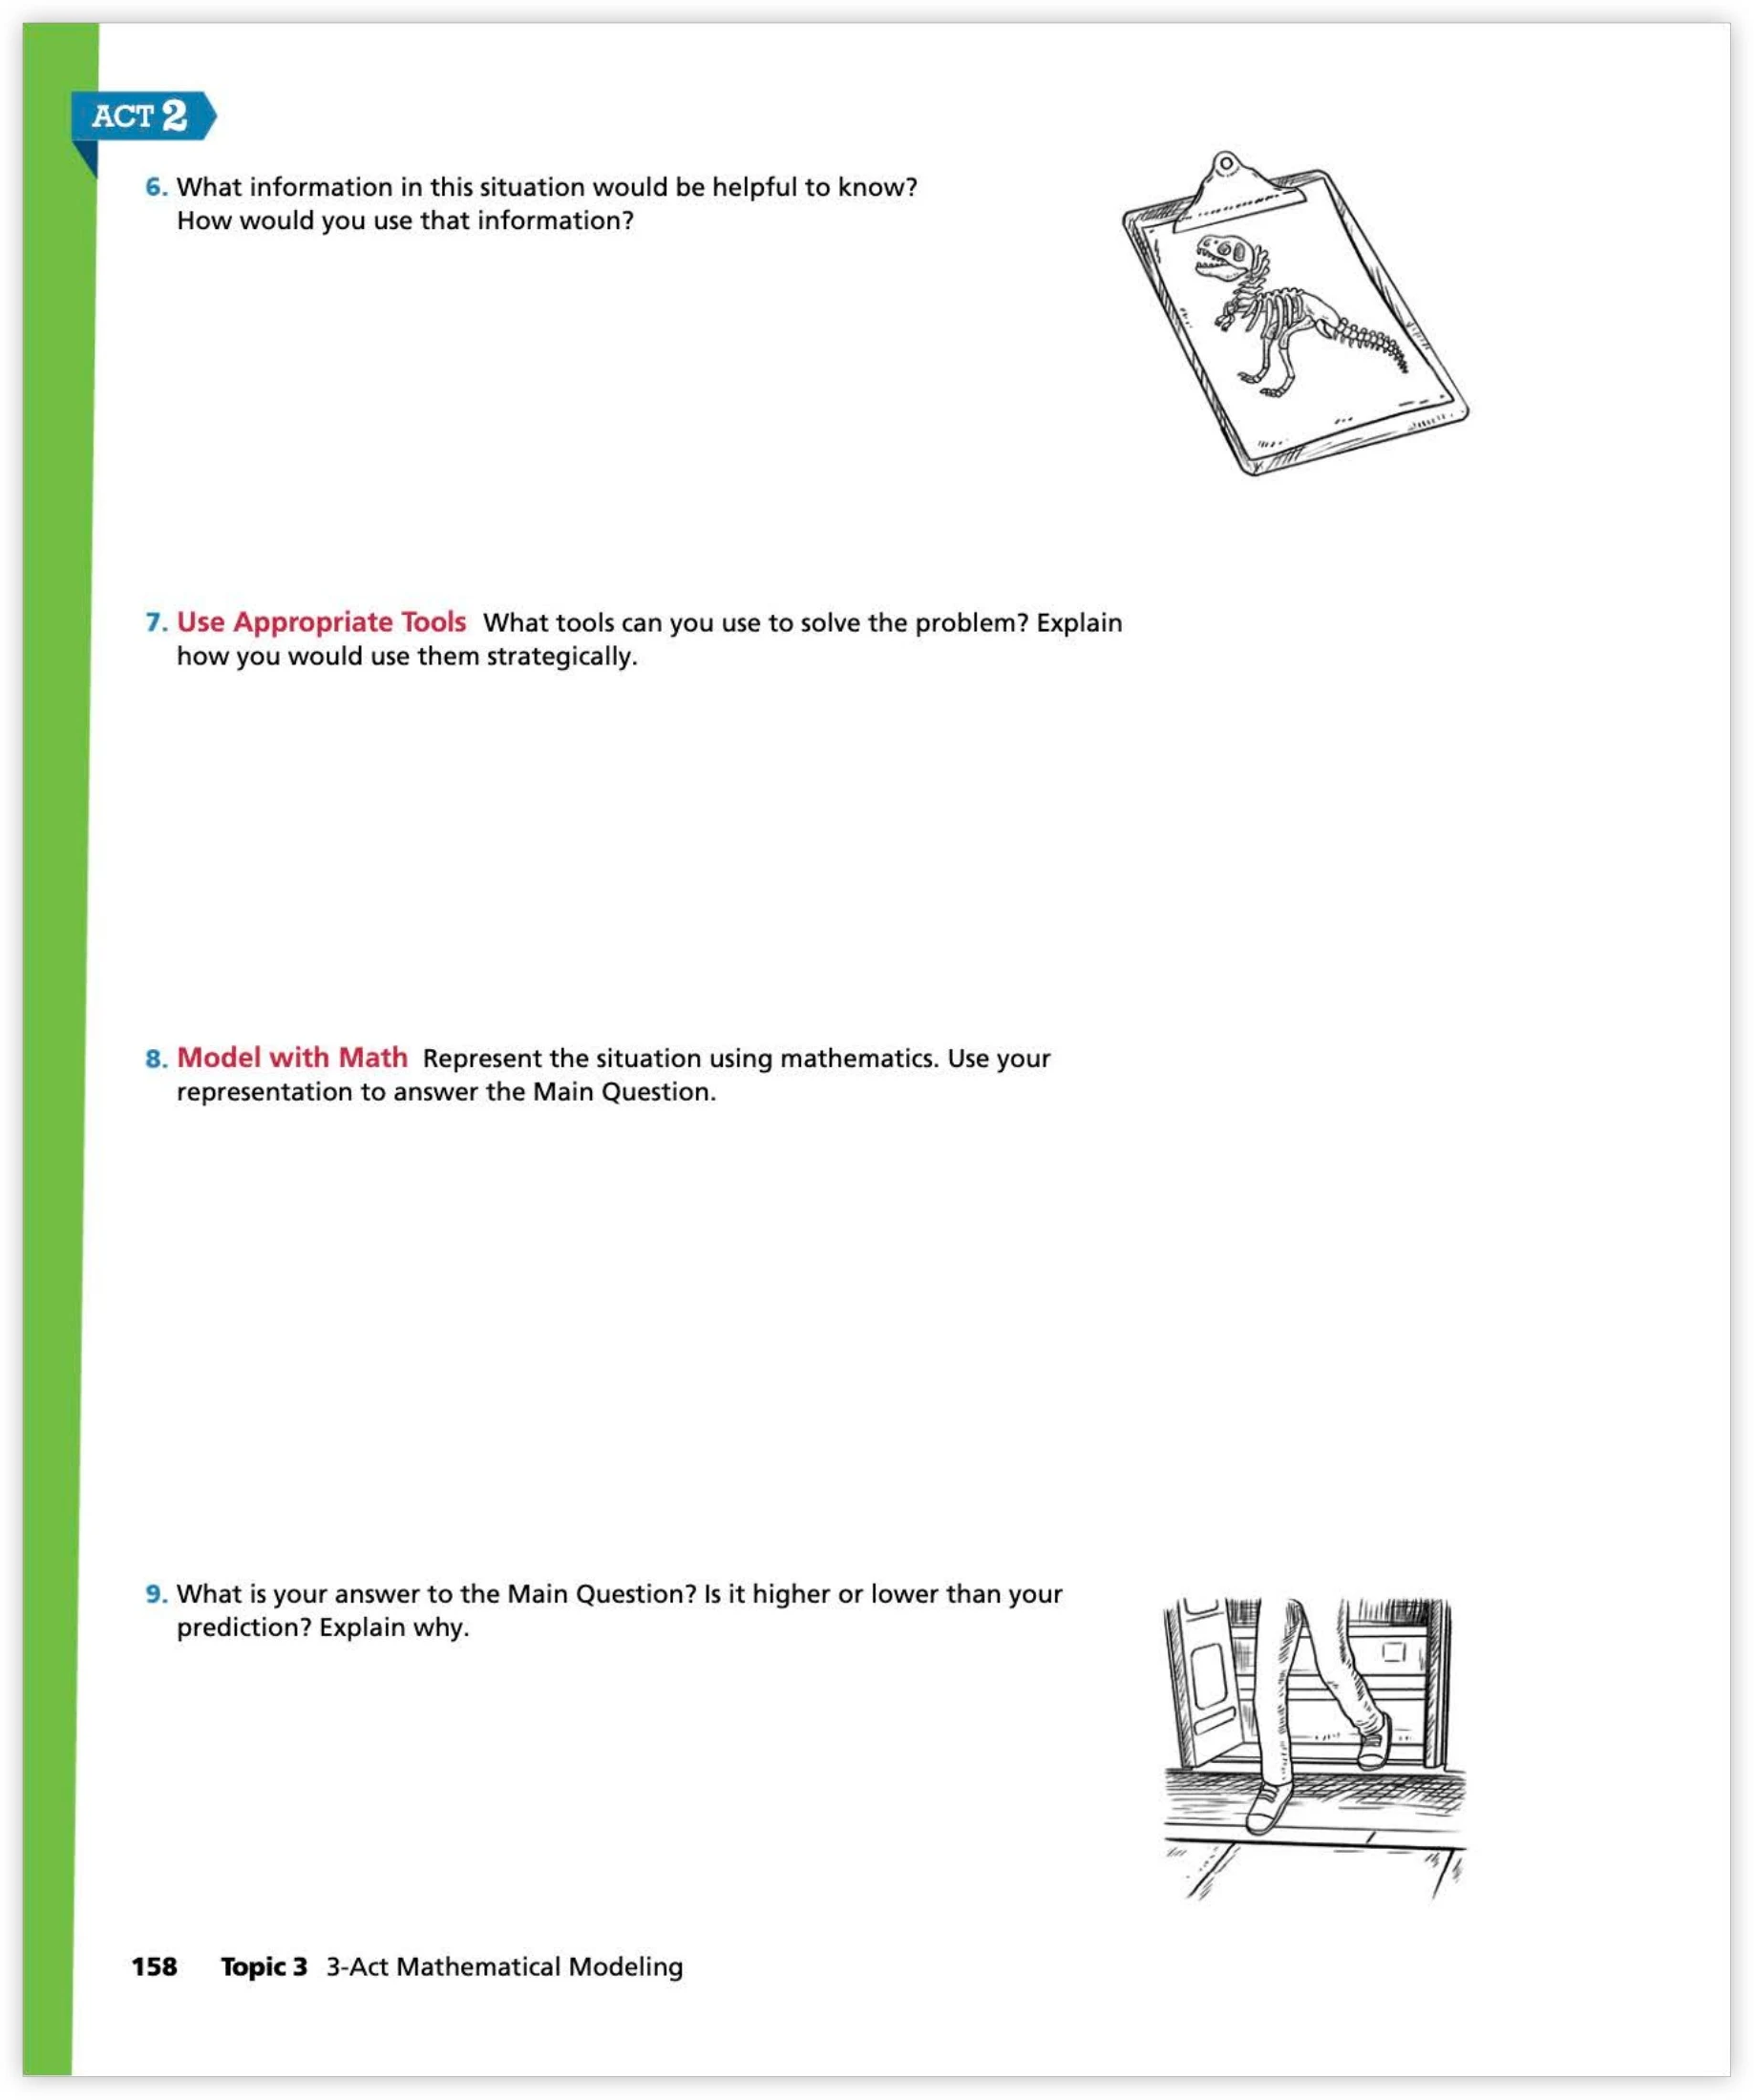 ACT 2
6. What information in this situation would be helpful to know?
How would you use that information?
7. Use Appropriate Tools What tools can you use to solve the problem? Explain
how you would use them strategically.
8. Model with Math Represent the situation using mathematics. Use your
representation to answer the Main Question.
9. What is your answer to the Main Question? Is it higher or lower than your
prediction? Explain why.
158 Topic 3 3-Act Mathematical Modeling